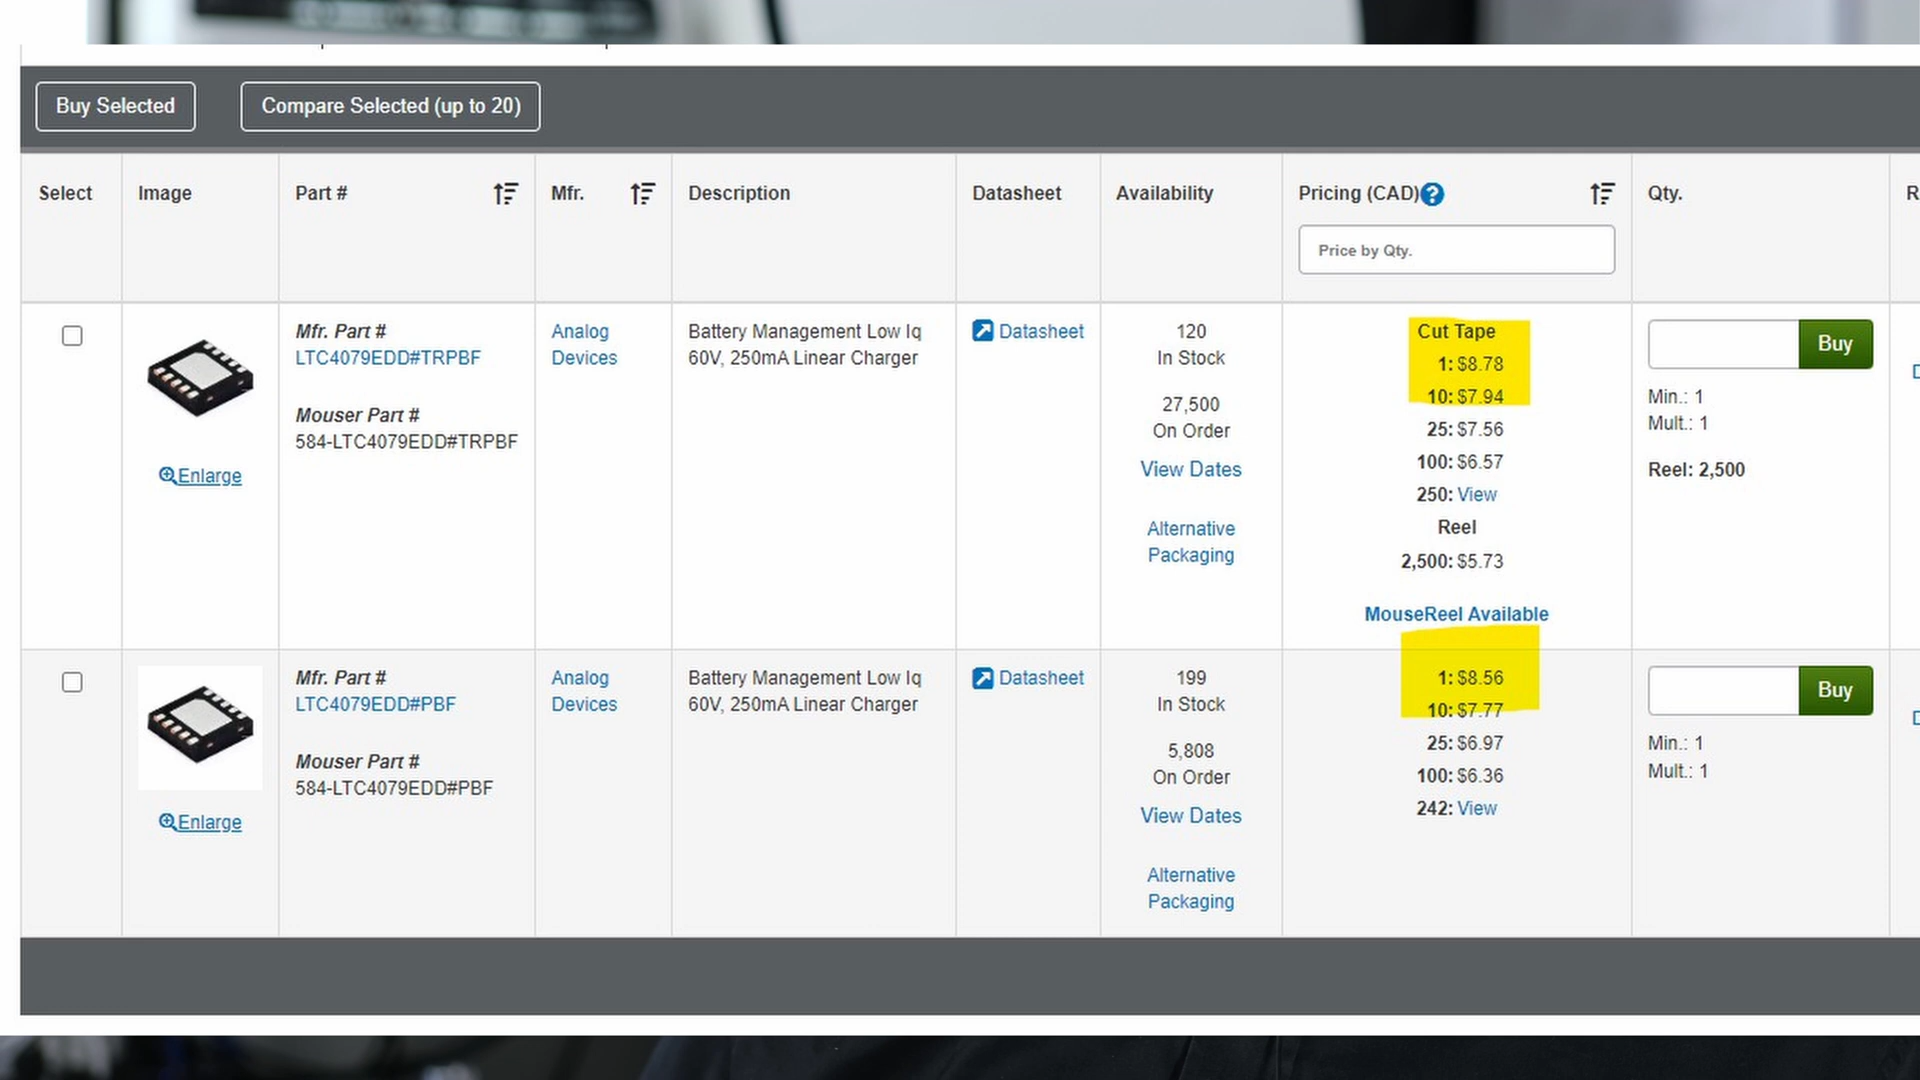 Buy Selected
Compare Selected (up to 20)
Select
Image
Part #
Mfr.
Description
Datasheet
Availability
Pricing (CAD)
Qty.
R
Price by Qty.
Mfr. Part #
LTC4079EDD#TRPBF
Mouser Part #
584-LTC4079EDD#TRPBF
Enlarge
Analog
Devices
Battery Management Low Iq
60V, 250mA Linear Charger
Datasheet
120
In Stock
27,500
On Order
View Dates
Alternative
Packaging
Cut Tape
1: $8.78
10: $7.94
25: $7.56
100: $6.57
250: View
Reel
2,500: $5.73
MouseReel Available
Buy
Min.: 1
Mult.: 1
Reel: 2,500
Mfr. Part #
LTC4079EDD#PBF
Mouser Part #
584-LTC4079EDD#PBF
Enlarge
Analog
Devices
Battery Management Low Iq
60V, 250mA Linear Charger
Datasheet
199
In Stock
5,808
On Order
View Dates
Alternative
Packaging
1: $8.56
10: $7.77
25: $6.97
100: $6.36
242: View
Buy
Min.: 1
Mult.: 1